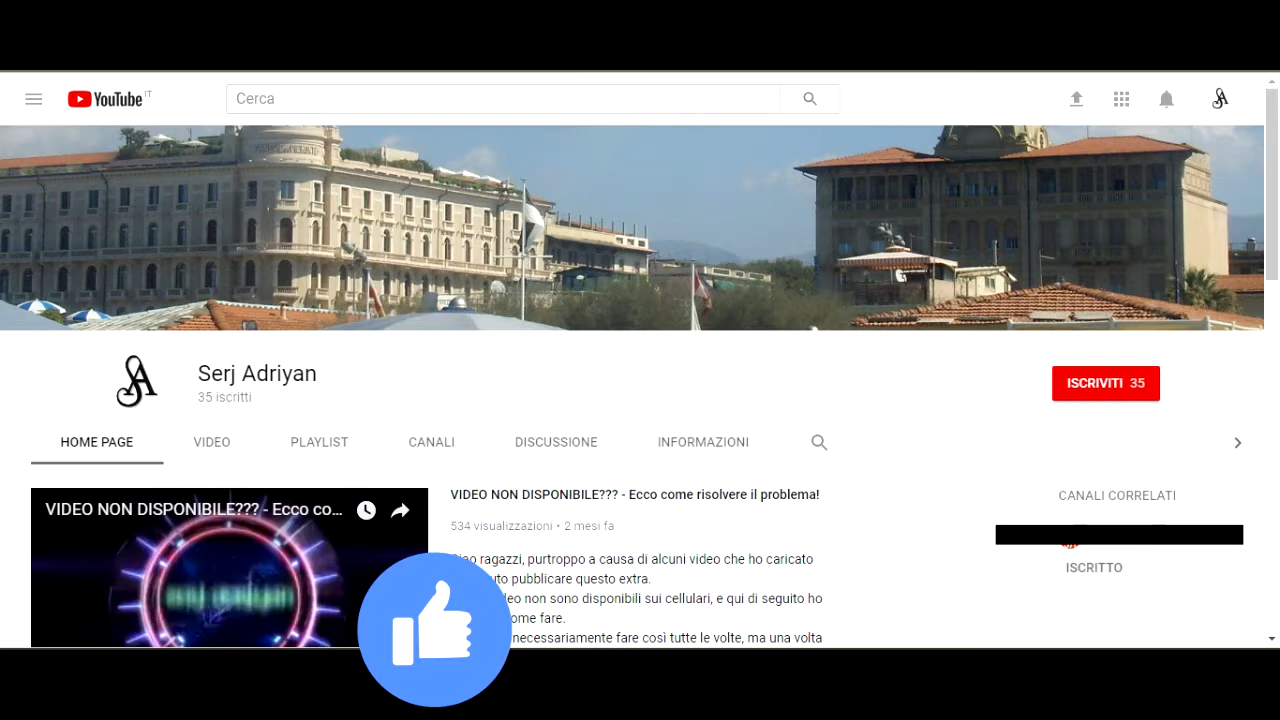 YouTube IT
Cerca
Serj Adriyan
35 iscritti
ISCRIVITI 35
HOME PAGE
VIDEO
PLAYLIST
CANALI
DISCUSSIONE
INFORMAZIONI
VIDEO NON DISPONIBILE??? - Ecco co...
VIDEO NON DISPONIBILE??? - Ecco come risolvere il problema!
534 visualizzazioni • 2 mesi fa
ragazzi, purtroppo a causa di alcuni video che ho caricato
pubblicare questo extra.
non sono disponibili sui cellulari, e qui di seguito ho
ome fare.
necessariamente fare così tutte le volte, ma una volta
CANALI CORRELATI
ISCRITTO